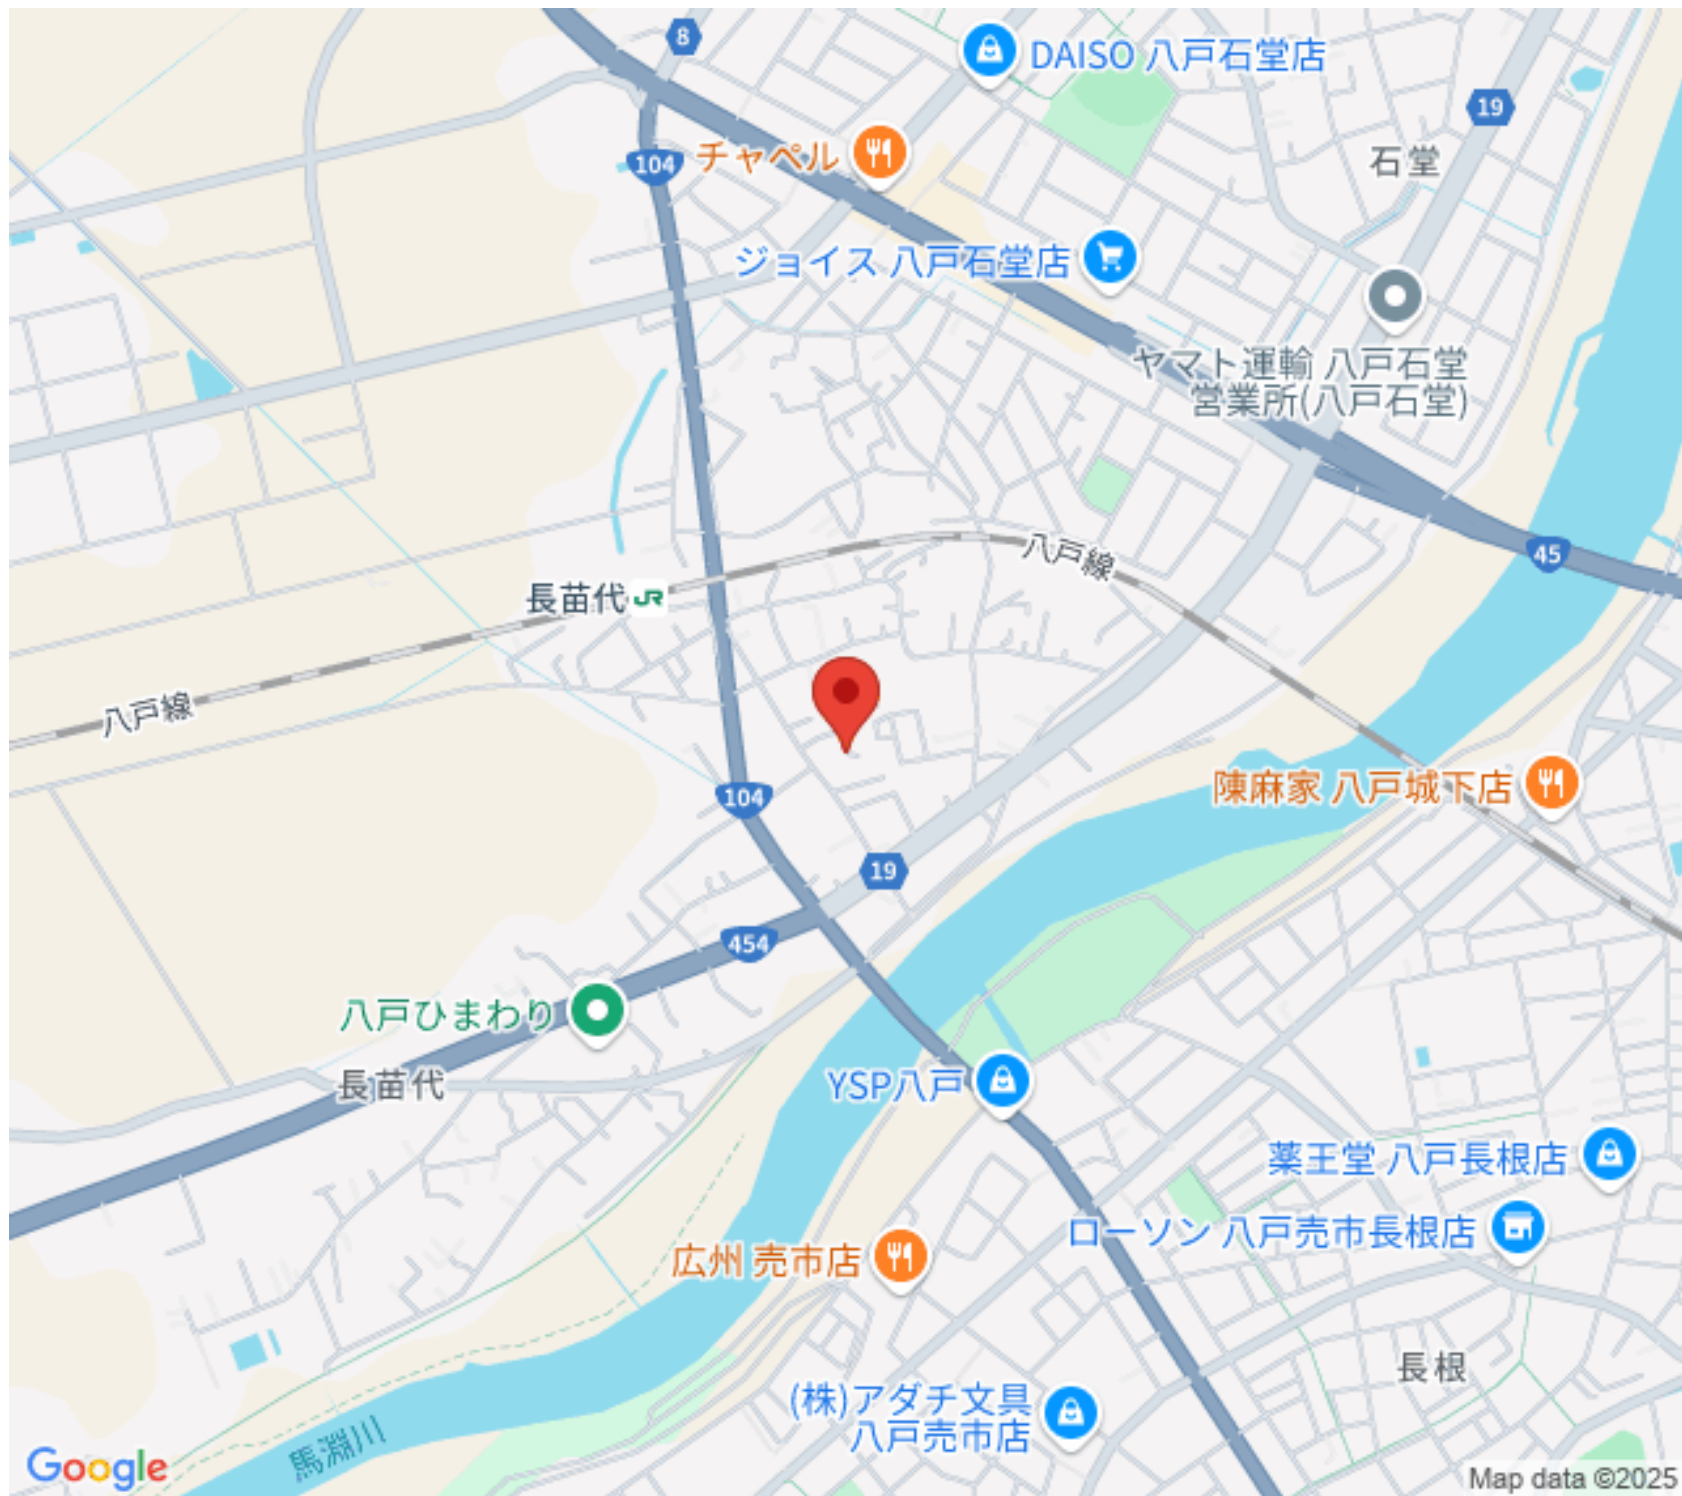 8
DAISO 八戸石堂店
19
104
チャペル
石堂
ジョイス 八戸石堂店
ヤマト運輸 八戸石堂
営業所(八戸石堂)
八戸線
45
長苗代 JR
八戸線
陳麻家 八戸城下店
104
19
454
八戸ひまわり
長苗代
YSP八戸
薬王堂 八戸長根店
ローソン 八戸売市長根店
広州 売市店
長根
(株)アダチ文具
八戸売市店
馬淵川
Google
Map data ©2025